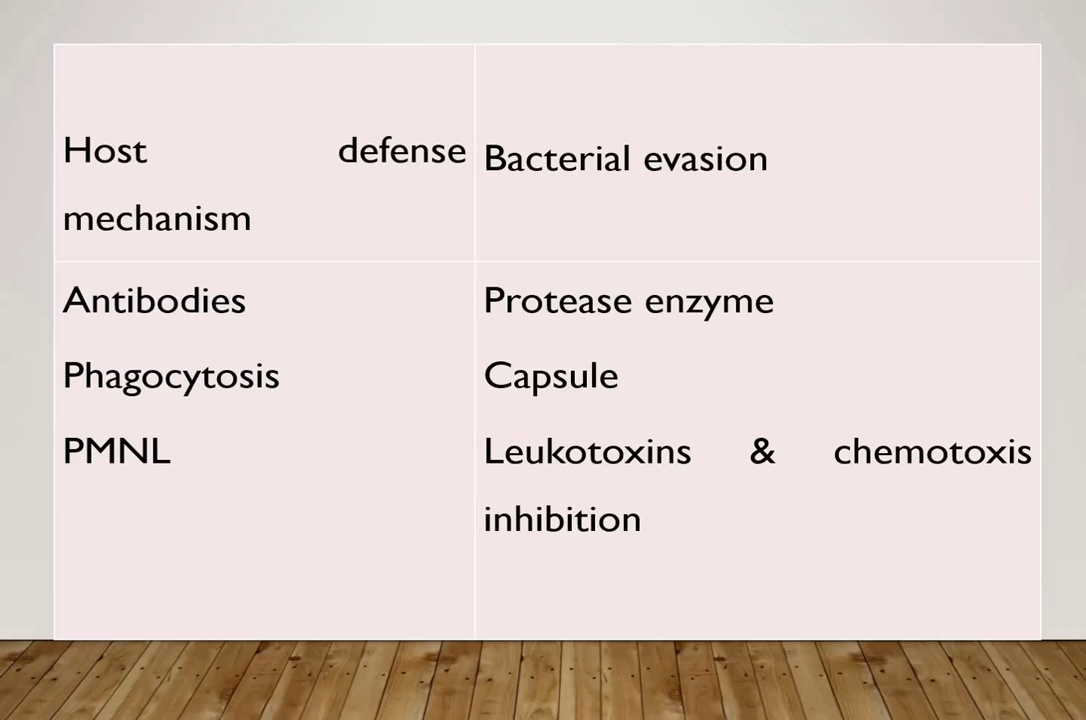 Host defense
mechanism
Bacterial evasion
Antibodies
Phagocytosis
PMNL
Protease enzyme
Capsule
Leukotoxins & chemotoxis
inhibition